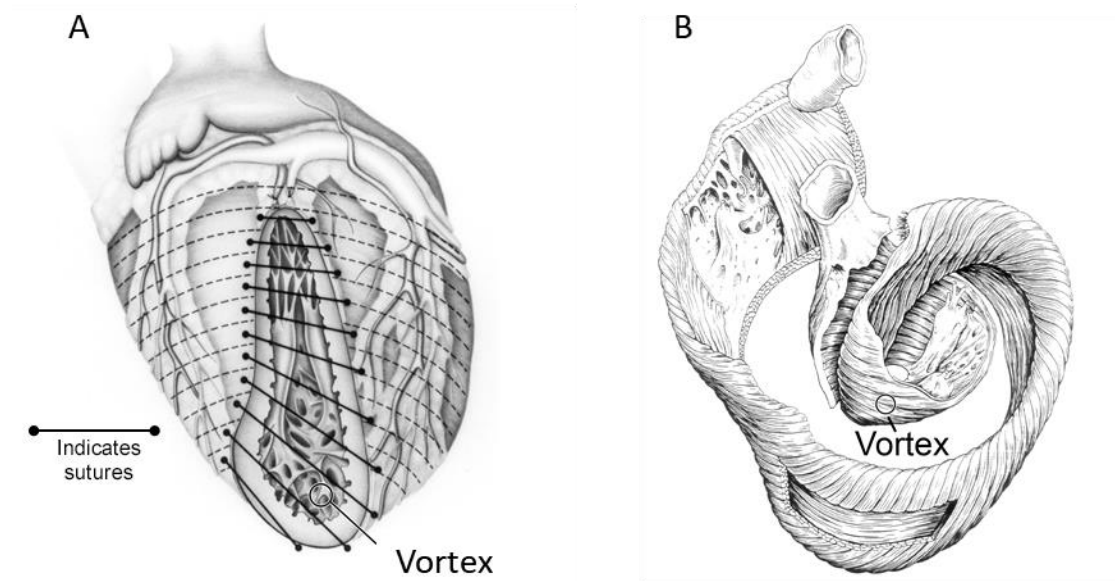 A
B
Indicates
sutures
Vortex
Vortex